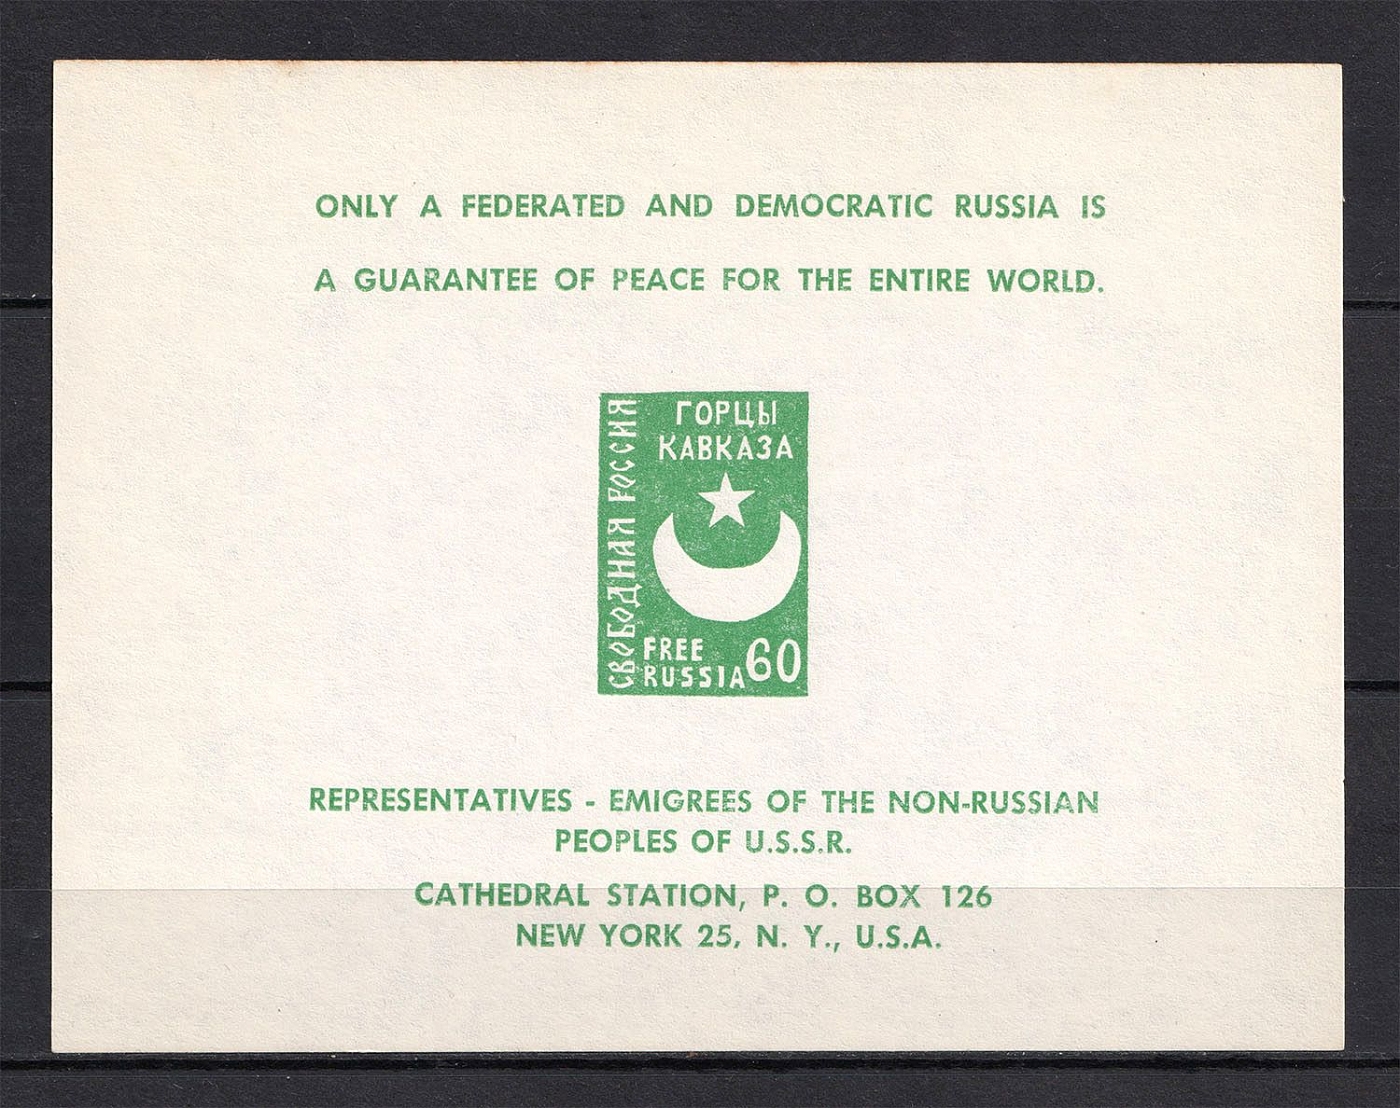 ONLY A FEDERATED AND DEMOCRATIC RUSSIA IS
A GUARANTEE OF PEACE FOR THE ENTIRE WORLD.
СВОБОДНАЯ РОССИЯ
ГОРЦЫ
КАВКАЗА
FREE
RUSSIA 60
REPRESENTATIVES - EMIGREES OF THE NON-RUSSIAN
PEOPLES OF U.S.S.R.
CATHEDRAL STATION, P. O. BOX 126
NEW YORK 25, N. Y., U.S.A.